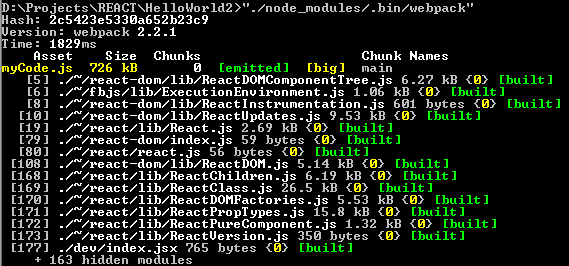 D:\Projects\REACT\HelloWorld2>"./node_modules/.bin/webpack"
Hash: 2c5423e5330a652b23c9
Version: webpack 2.2.1
Time: 1829ms
Asset Size Chunks Chunk Names
myCode.js 726 kB 0 [emitted] [big] main
[5] ./~/react-dom/lib/ReactDOMComponentTree.js 6.27 kB {0} [built]
[6] ./~/fbjs/lib/ExecutionEnvironment.js 1.06 kB {0} [built]
[8] ./~/react-dom/lib/ReactInstrumentation.js 601 bytes {0} [built]
[10] ./~/react-dom/lib/ReactUpdates.js 9.53 kB {0} [built]
[19] ./~/react/lib/React.js 2.69 kB {0} [built]
[79] ./~/react-dom/index.js 59 bytes {0} [built]
[80] ./~/react/react.js 56 bytes {0} [built]
[108] ./~/react-dom/lib/ReactDOM.js 5.14 kB {0} [built]
[168] ./~/react/lib/ReactChildren.js 6.19 kB {0} [built]
[169] ./~/react/lib/ReactClass.js 26.5 kB {0} [built]
[170] ./~/react/lib/ReactDOMFactories.js 5.53 kB {0} [built]
[171] ./~/react/lib/ReactPropTypes.js 15.8 kB {0} [built]
[172] ./~/react/lib/ReactPureComponent.js 1.32 kB {0} [built]
[173] ./~/react/lib/ReactVersion.js 350 bytes {0} [built]
[177] ./dev/index.jsx 765 bytes {0} [built]
+ 163 hidden modules